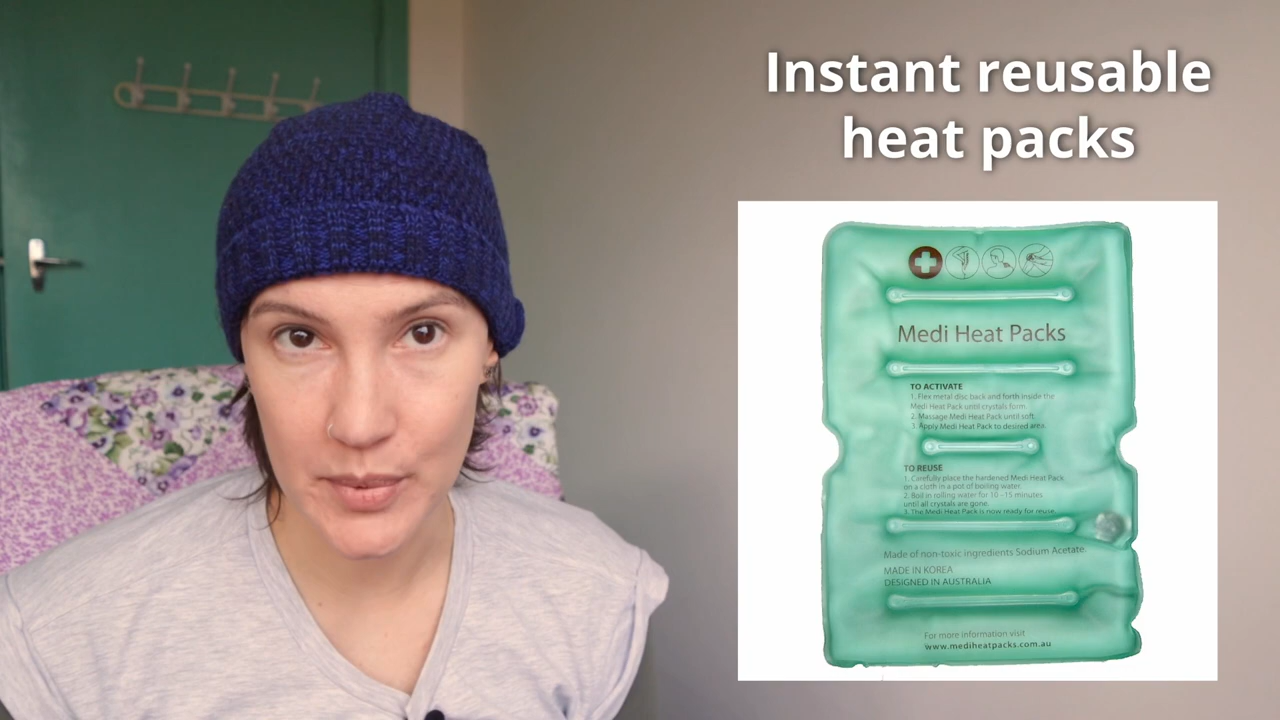 Instant reusable
heat packs
Medi Heat Packs
TO ACTIVATE
1. Flex metal disc back and forth inside the
Medi Heat Pack until crystals form.
2. Massage Medi Heat Pack until soft.
3. Apply Medi Heat Pack to desired area.
TO REUSE
1. Carefully place the hardened Medi Heat Pack
on a cloth in a pot of boiling water.
2. Boil in rolling water for 10 -15 minutes
until all crystals are gone.
3. The Medi Heat Pack is now ready for reuse.
Made of non-toxic ingredients Sodium Acetate.
MADE IN KOREA
DESIGNED IN AUSTRALIA
For more information visit
www.mediheatpacks.com.au